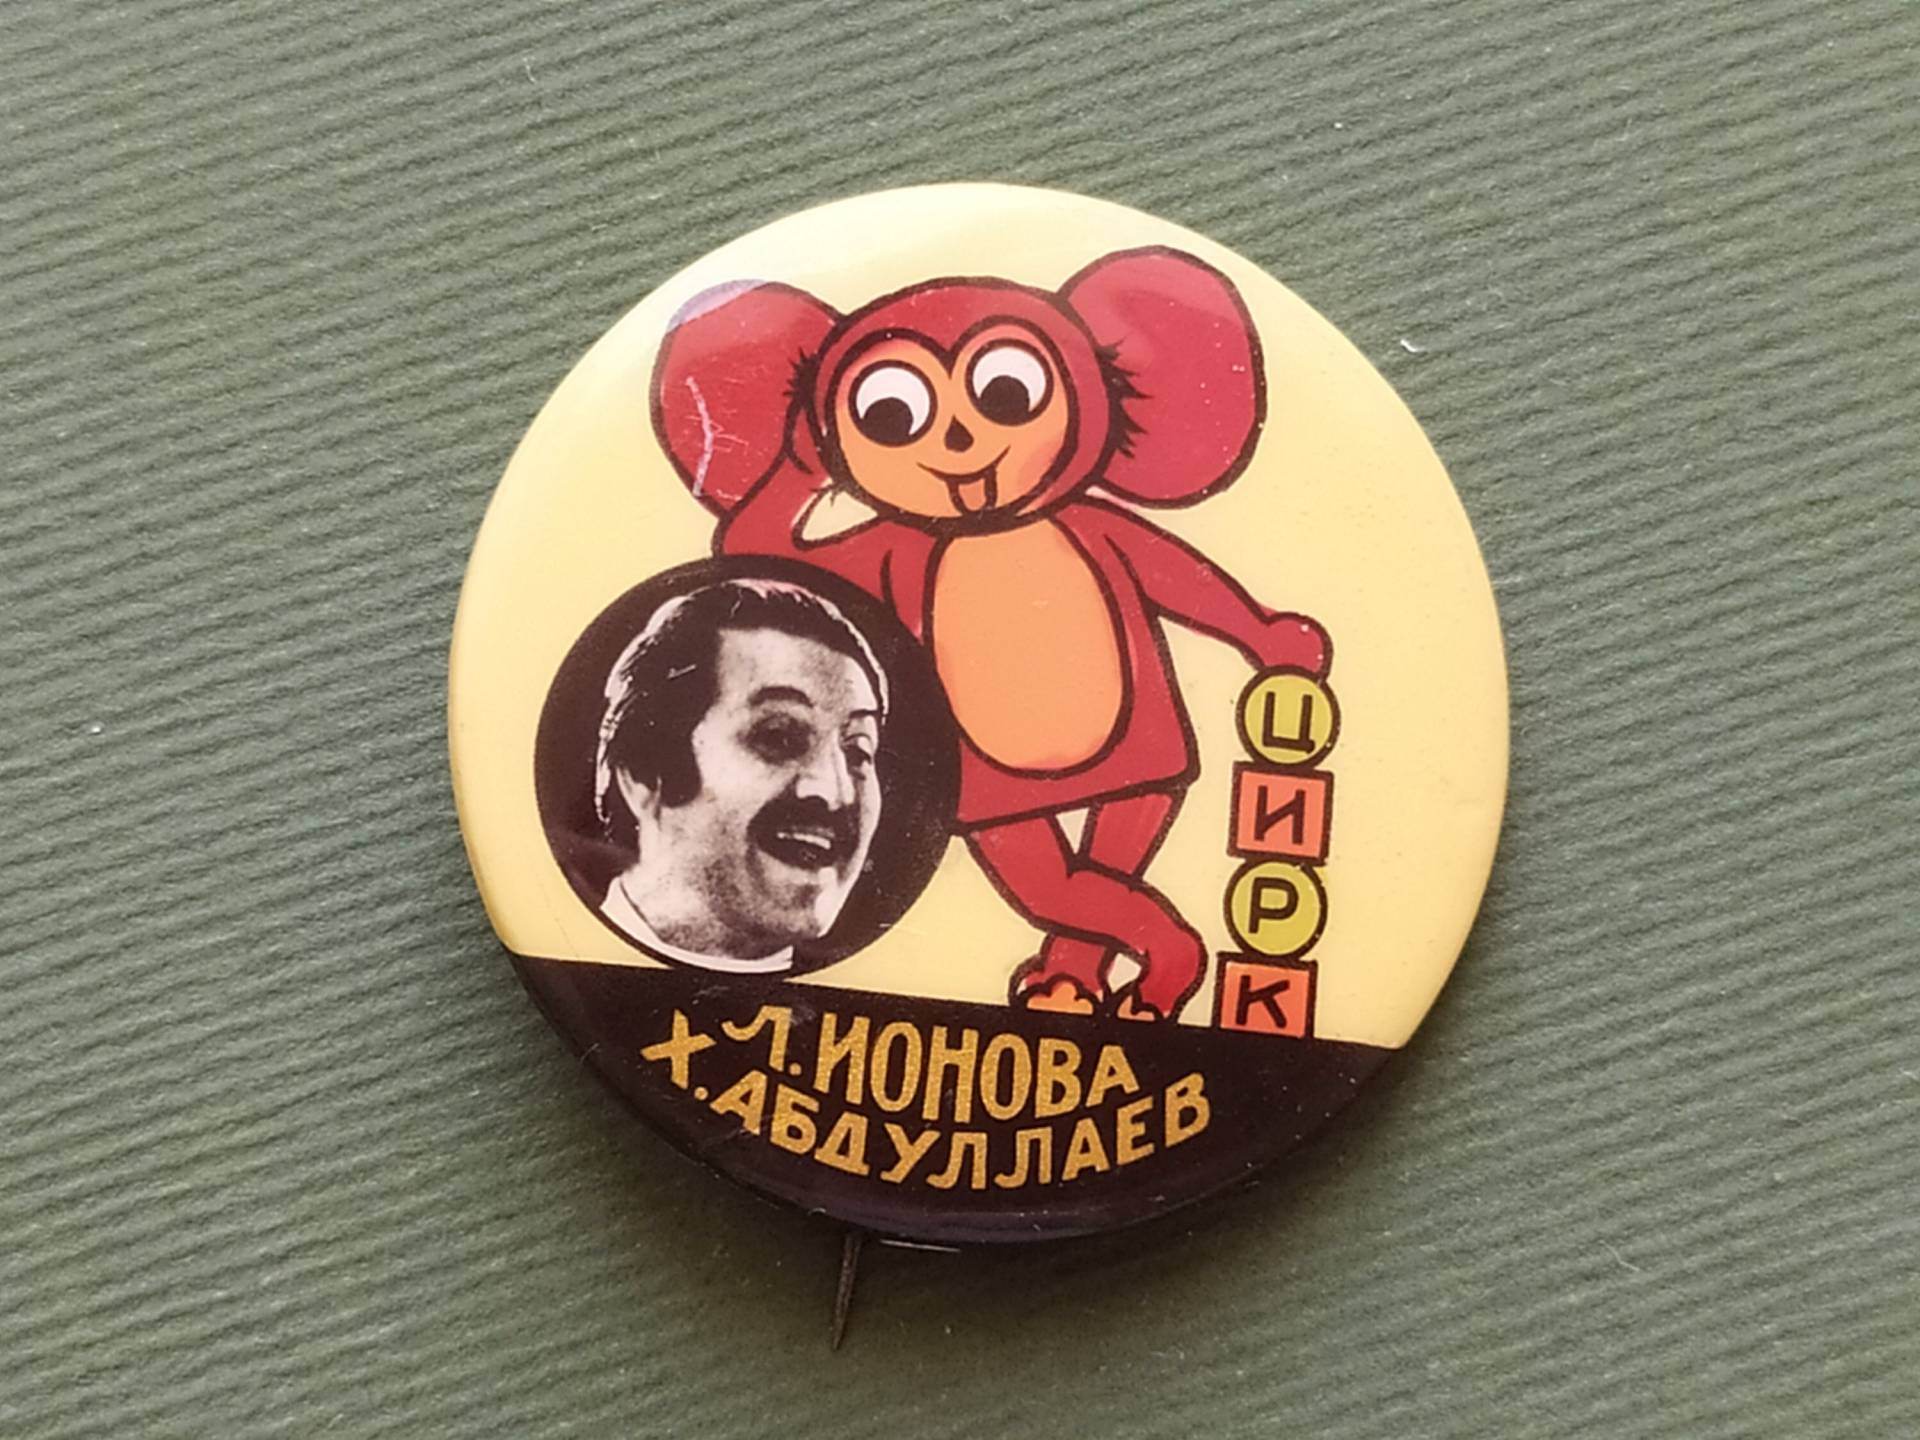 Ц
И
Р
К
Л. ИОНОВА
Х. АБДУЛЛАЕВ